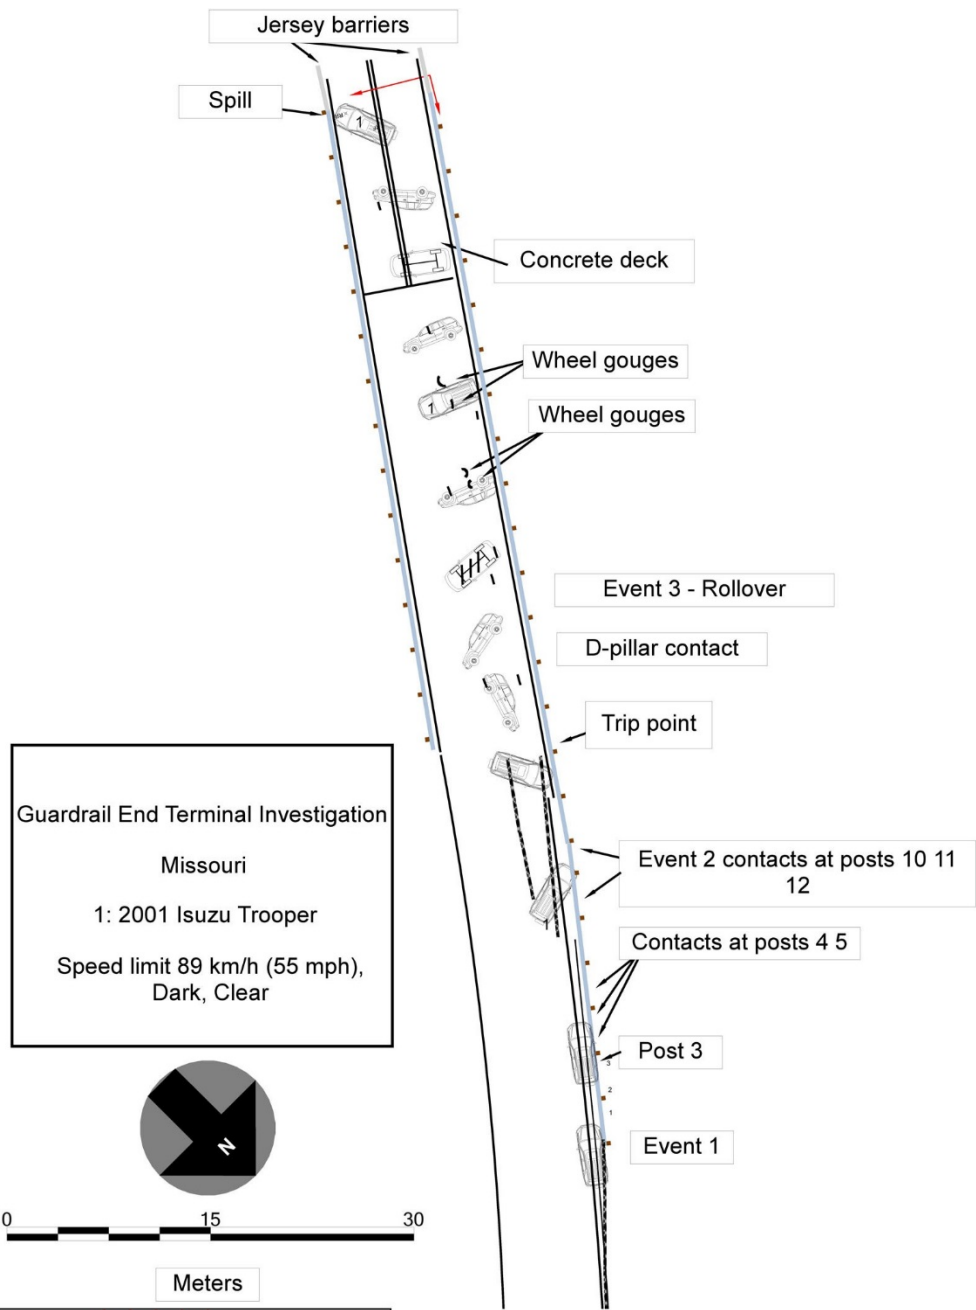 Jersey barriers
Spill
1
Concrete deck
Wheel gouges
1
Wheel gouges
Event 3 - Rollover
D-pillar contact
Trip point
Guardrail End Terminal Investigation
Missouri
1: 2001 Isuzu Trooper
Speed limit 89 km/h (55 mph),
Dark, Clear
Event 2 contacts at posts 10 11
12
1
Contacts at posts 4 5
Post 3
3
2
1
Event 1
N
0 15 30
Meters